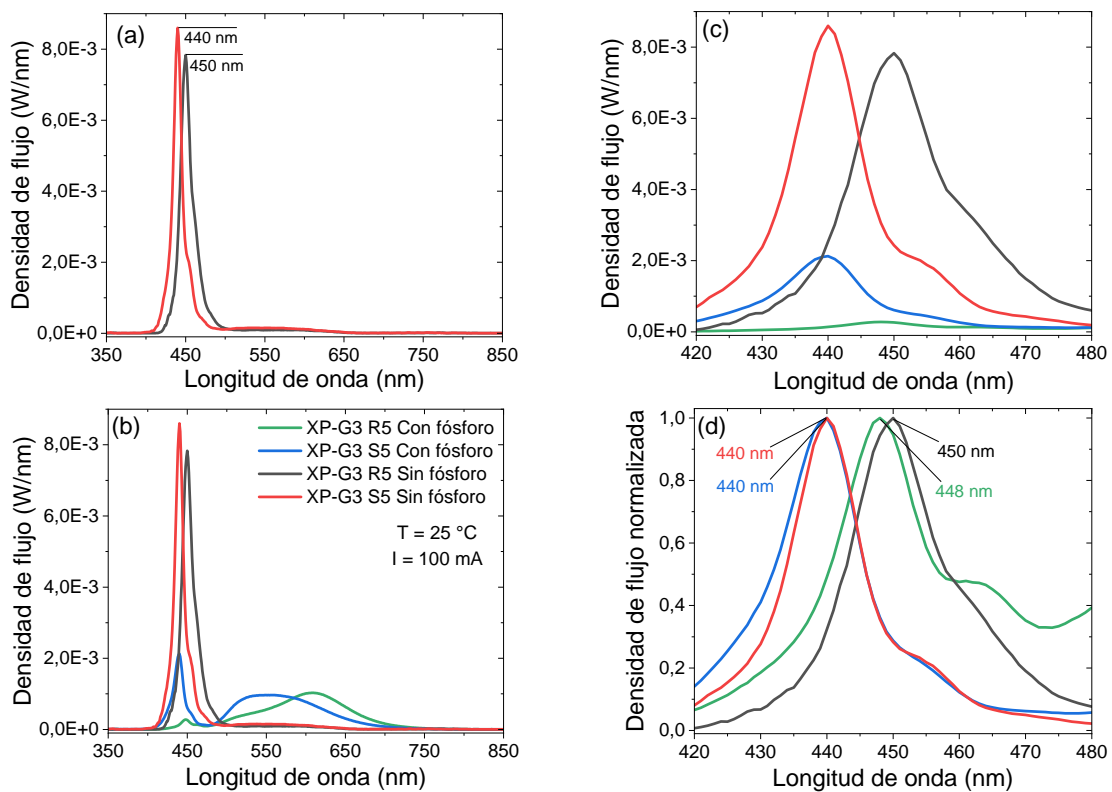 (a)
440 nm
450 nm
8,0E-3
6,0E-3
4,0E-3
2,0E-3
0,0E+0
Densidad de flujo (W/nm)
350 450 550 650 750 850
Longitud de onda (nm)
(c)
8,0E-3
6,0E-3
4,0E-3
2,0E-3
0,0E+0
Densidad de flujo (W/nm)
420 430 440 450 460 470 480
Longitud de onda (nm)
(b)
XP-G3 R5 Con fósforo
XP-G3 S5 Con fósforo
XP-G3 R5 Sin fósforo
XP-G3 S5 Sin fósforo
T = 25 °C
I = 100 mA
8,0E-3
6,0E-3
4,0E-3
2,0E-3
0,0E+0
Densidad de flujo (W/nm)
350 450 550 650 750 850
Longitud de onda (nm)
(d)
440 nm
440 nm
450 nm
448 nm
1,0
0,8
0,6
0,4
0,2
0,0
Densidad de flujo normalizada
420 430 440 450 460 470 480
Longitud de onda (nm)